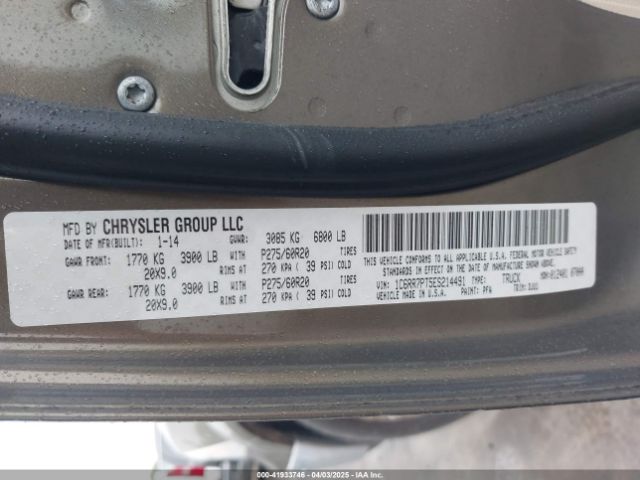 MFD BY CHRYSLER GROUP LLC
DATE OF MFR(BUILT): 1-14 GVWR: 3085 KG 6800 LB
GAWR FRONT: 1770 KG 3900 LB WITH P275/60R20 TIRES
20X9.0 RIMS AT 270 KPA ( 39 PSI) COLD
GAWR REAR: 1770 KG 3900 LB WITH P275/60R20 TIRES
20X9.0 RIMS AT 270 KPA ( 39 PSI) COLD
THIS VEHICLE CONFORMS TO ALL APPLICABLE U.S.A. FEDERAL MOTOR VEHICLE SAFETY
STANDARDS IN EFFECT ON THE DATE OF MANUFACTURE SHOWN ABOVE.
VIN: 1C6RR7PT5ES214491 TYPE: TRUCK
VEHICLE MADE IN U.S.A. PAINT: PFA TRIM: MDH:
000-41933746 - 04/03/2025 - IAAI